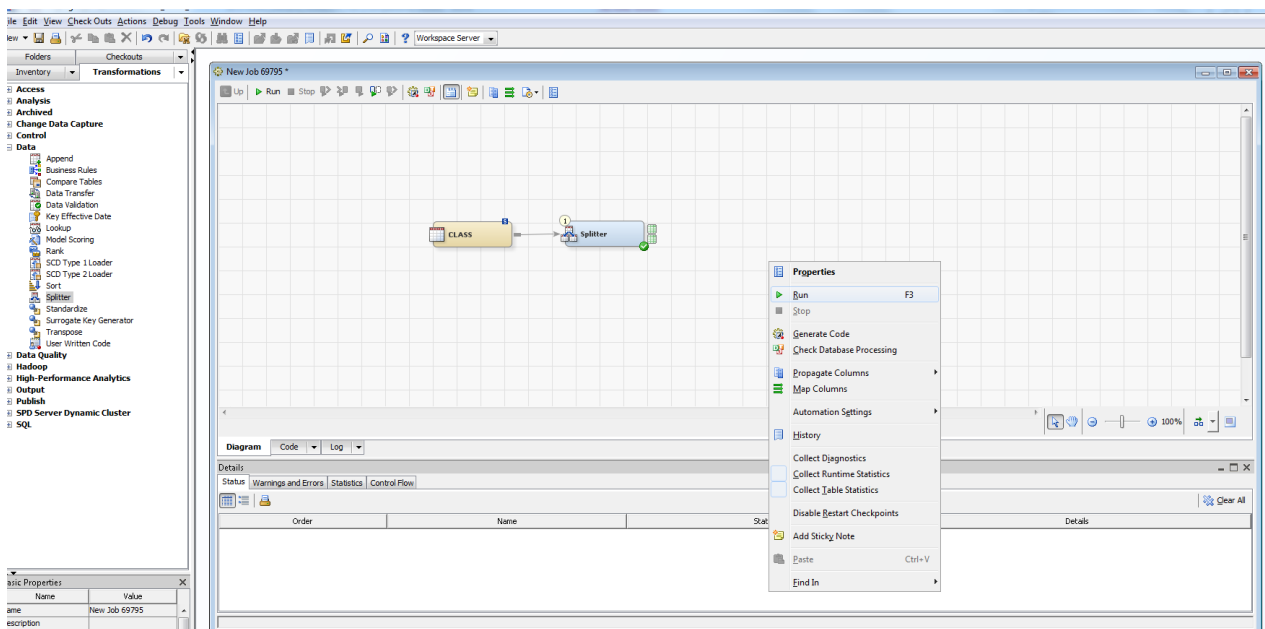 ile Edit View Check Outs Actions Debug Tools Window Help
ew Workspace Server
Folders Checkouts
Inventory Transformations
New Job 69795 *
Up Run Stop
Access
Analysis
Archived
Change Data Capture
Control
Data
Append
Business Rules
Compare Tables
Data Transfer
Data Validation
Key Effective Date
Lookup
Model Scoring
Rank
SCD Type 1 Loader
SCD Type 2 Loader
Sort
Splitter
Standardize
Surrogate Key Generator
Transpose
User Written Code
Data Quality
Hadoop
High-Performance Analytics
Output
Publish
SPD Server Dynamic Cluster
SQL
CLASS
1
Splitter
Properties
Run F3
Stop
Generate Code
Check Database Processing
Propagate Columns
Map Columns
Automation Settings
History
Collect Diagnostics
Collect Runtime Statistics
Collect Table Statistics
Disable Restart Checkpoints
Add Sticky Note
Paste Ctrl+V
Find In
100%
Diagram Code Log
Details
Status Warnings and Errors Statistics Control Flow
Clear All
Order Name Stat Details
asic Properties
Name Value
ame New Job 69795
escription